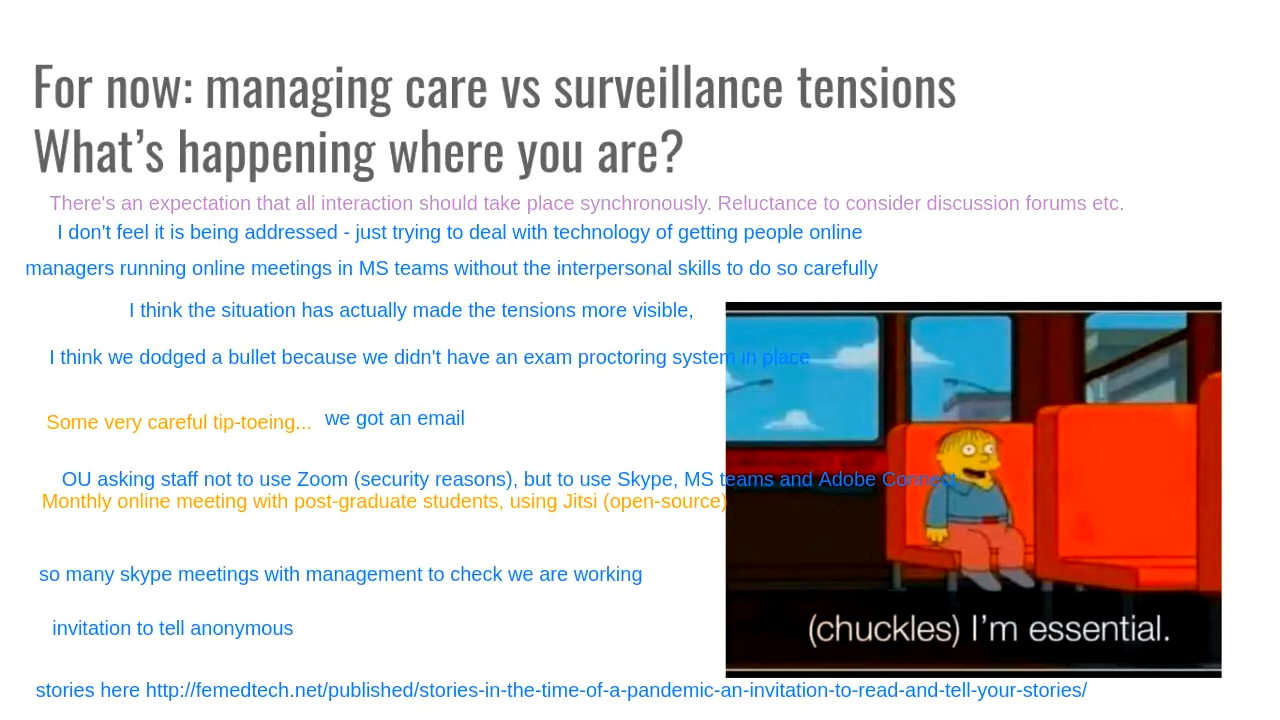 For now: managing care vs surveillance tensions
What’s happening where you are?
There's an expectation that all interaction should take place synchronously. Reluctance to consider discussion forums etc.
I don't feel it is being addressed - just trying to deal with technology of getting people online
managers running online meetings in MS teams without the interpersonal skills to do so carefully
I think the situation has actually made the tensions more visible,
I think we dodged a bullet because we didn't have an exam proctoring system in place
Some very careful tip-toeing... we got an email
OU asking staff not to use Zoom (security reasons), but to use Skype, MS teams and Adobe Connect
Monthly online meeting with post-graduate students, using Jitsi (open-source)
so many skype meetings with management to check we are working
(chuckles) I'm essential.
invitation to tell anonymous
stories here http://femedtech.net/published/stories-in-the-time-of-a-pandemic-an-invitation-to-read-and-tell-your-stories/